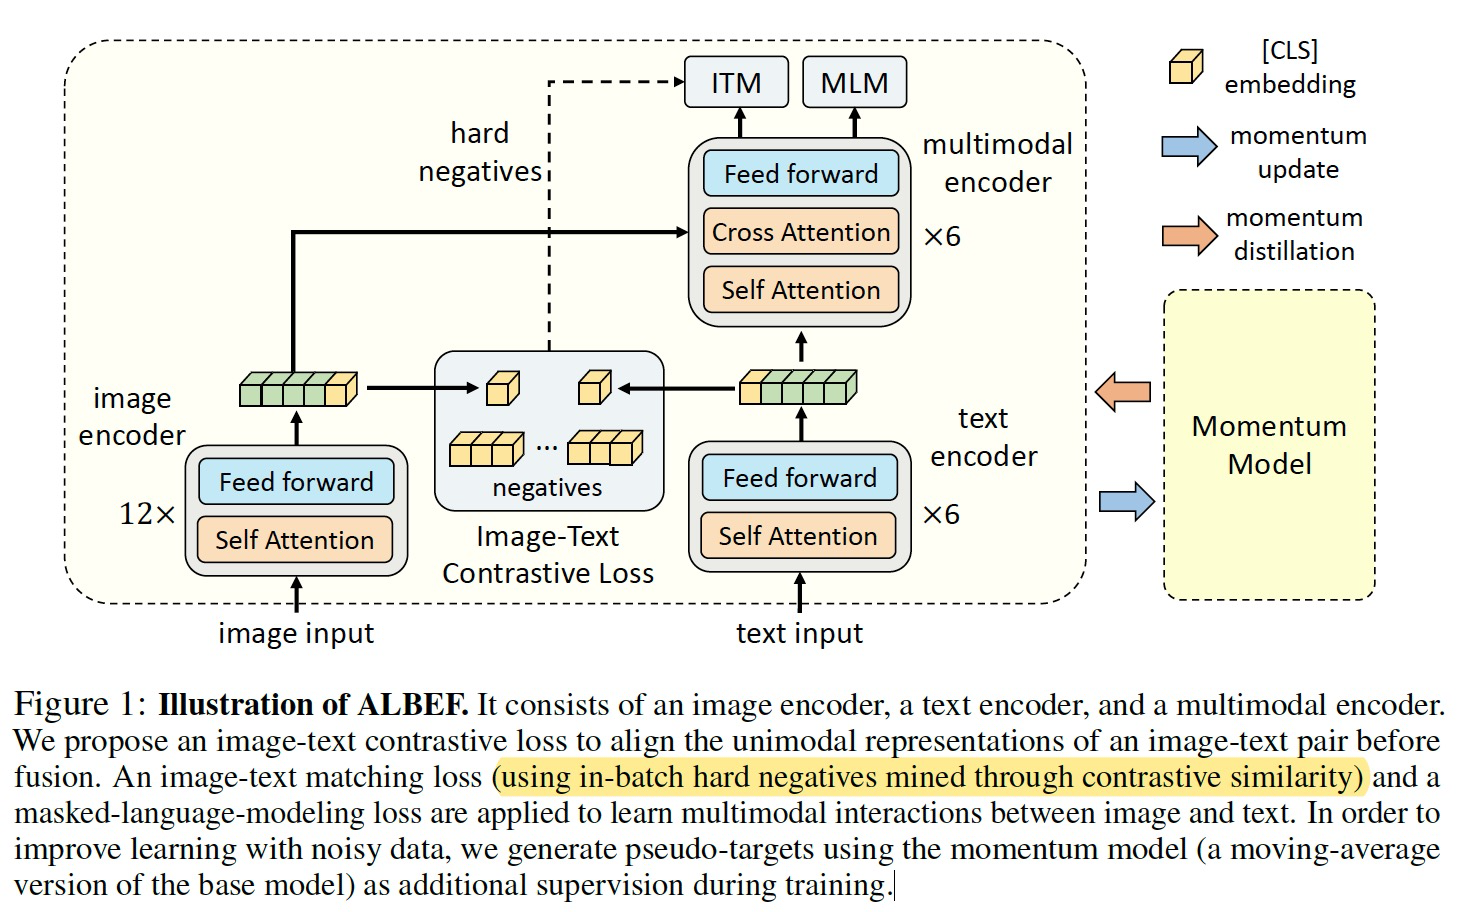 ITM
MLM
[CLS]
embedding
hard
negatives
multimodal
encoder
momentum
update
Feed forward
Cross Attention
×6
Self Attention
momentum
distillation
image
encoder
text
encoder
Momentum
Model
...
negatives
Feed forward
12×
Self Attention
Image-Text
Contrastive Loss
Feed forward
×6
Self Attention
image input
text input
Figure 1: Illustration of ALBEF. It consists of an image encoder, a text encoder, and a multimodal encoder.
We propose an image-text contrastive loss to align the unimodal representations of an image-text pair before
fusion. An image-text matching loss (using in-batch hard negatives mined through contrastive similarity) and a
masked-language-modeling loss are applied to learn multimodal interactions between image and text. In order to
improve learning with noisy data, we generate pseudo-targets using the momentum model (a moving-average
version of the base model) as additional supervision during training.